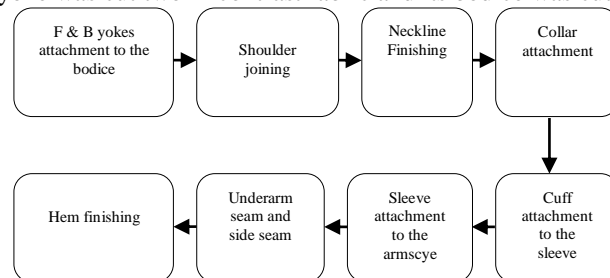 F & B yokes
attachment to the
bodice
Shoulder
joining
Neckline
Finishing
Collar
attachment
Cuff
attachment
to the
sleeve
Sleeve
attachment
to the
armscye
Underarm
seam and
side seam
Hem finishing